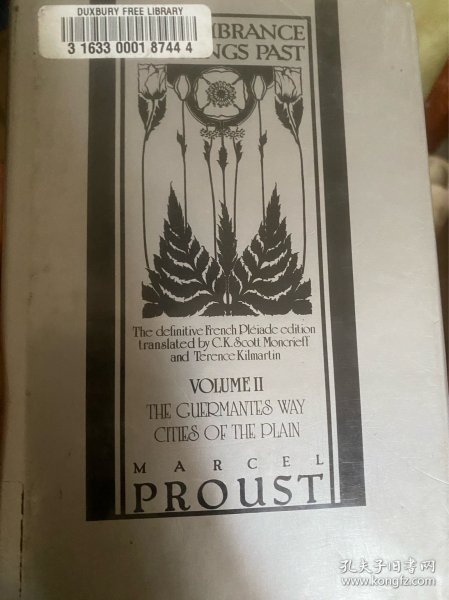 DUXBURY FREE LIBRARY
3 1633 0001 8744 4
MBRANCE
NGS PAST
The definitive French Pléiade edition
translated by C.K. Scott Moncrieff
and Terence Kilmartin
VOLUME II
THE GUERMANTES WAY
CITIES OF THE PLAIN
MARCEL
PROUST
孔夫子旧书网
www.kongfz.com